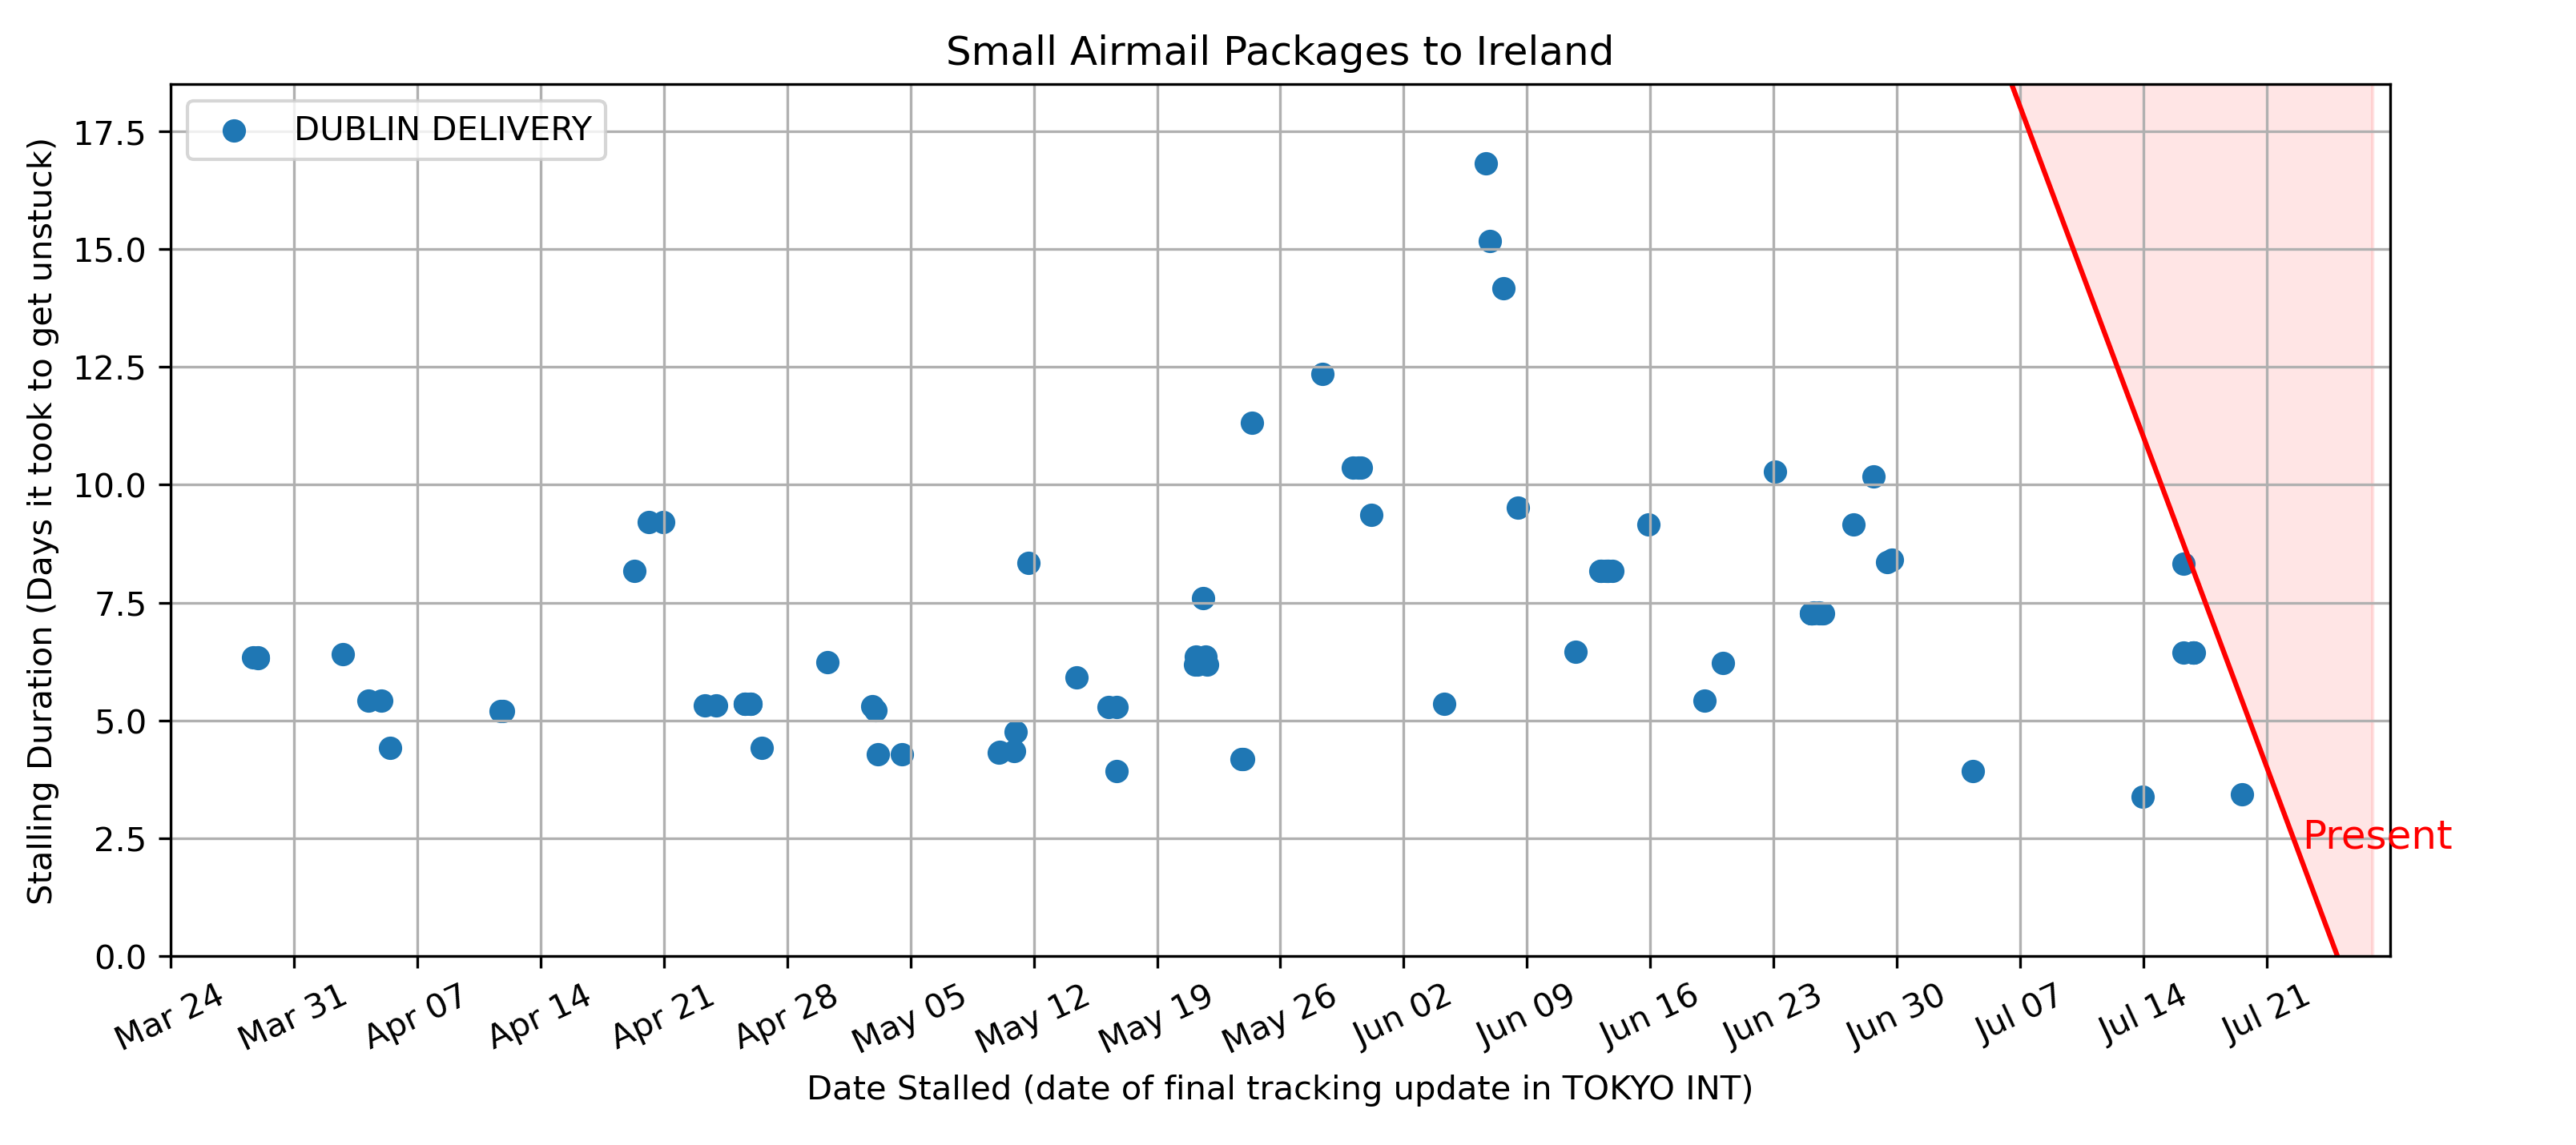 Small Airmail Packages to Ireland
DUBLIN DELIVERY
Stalling Duration (Days it took to get unstuck)
17.5
15.0
12.5
10.0
7.5
5.0
2.5
0.0
Present
Mar 24
Mar 31
Apr 07
Apr 14
Apr 21
Apr 28
May 05
May 12
May 19
May 26
Jun 02
Jun 09
Jun 16
Jun 23
Jun 30
Jul 07
Jul 14
Jul 21
Date Stalled (date of final tracking update in TOKYO INT)